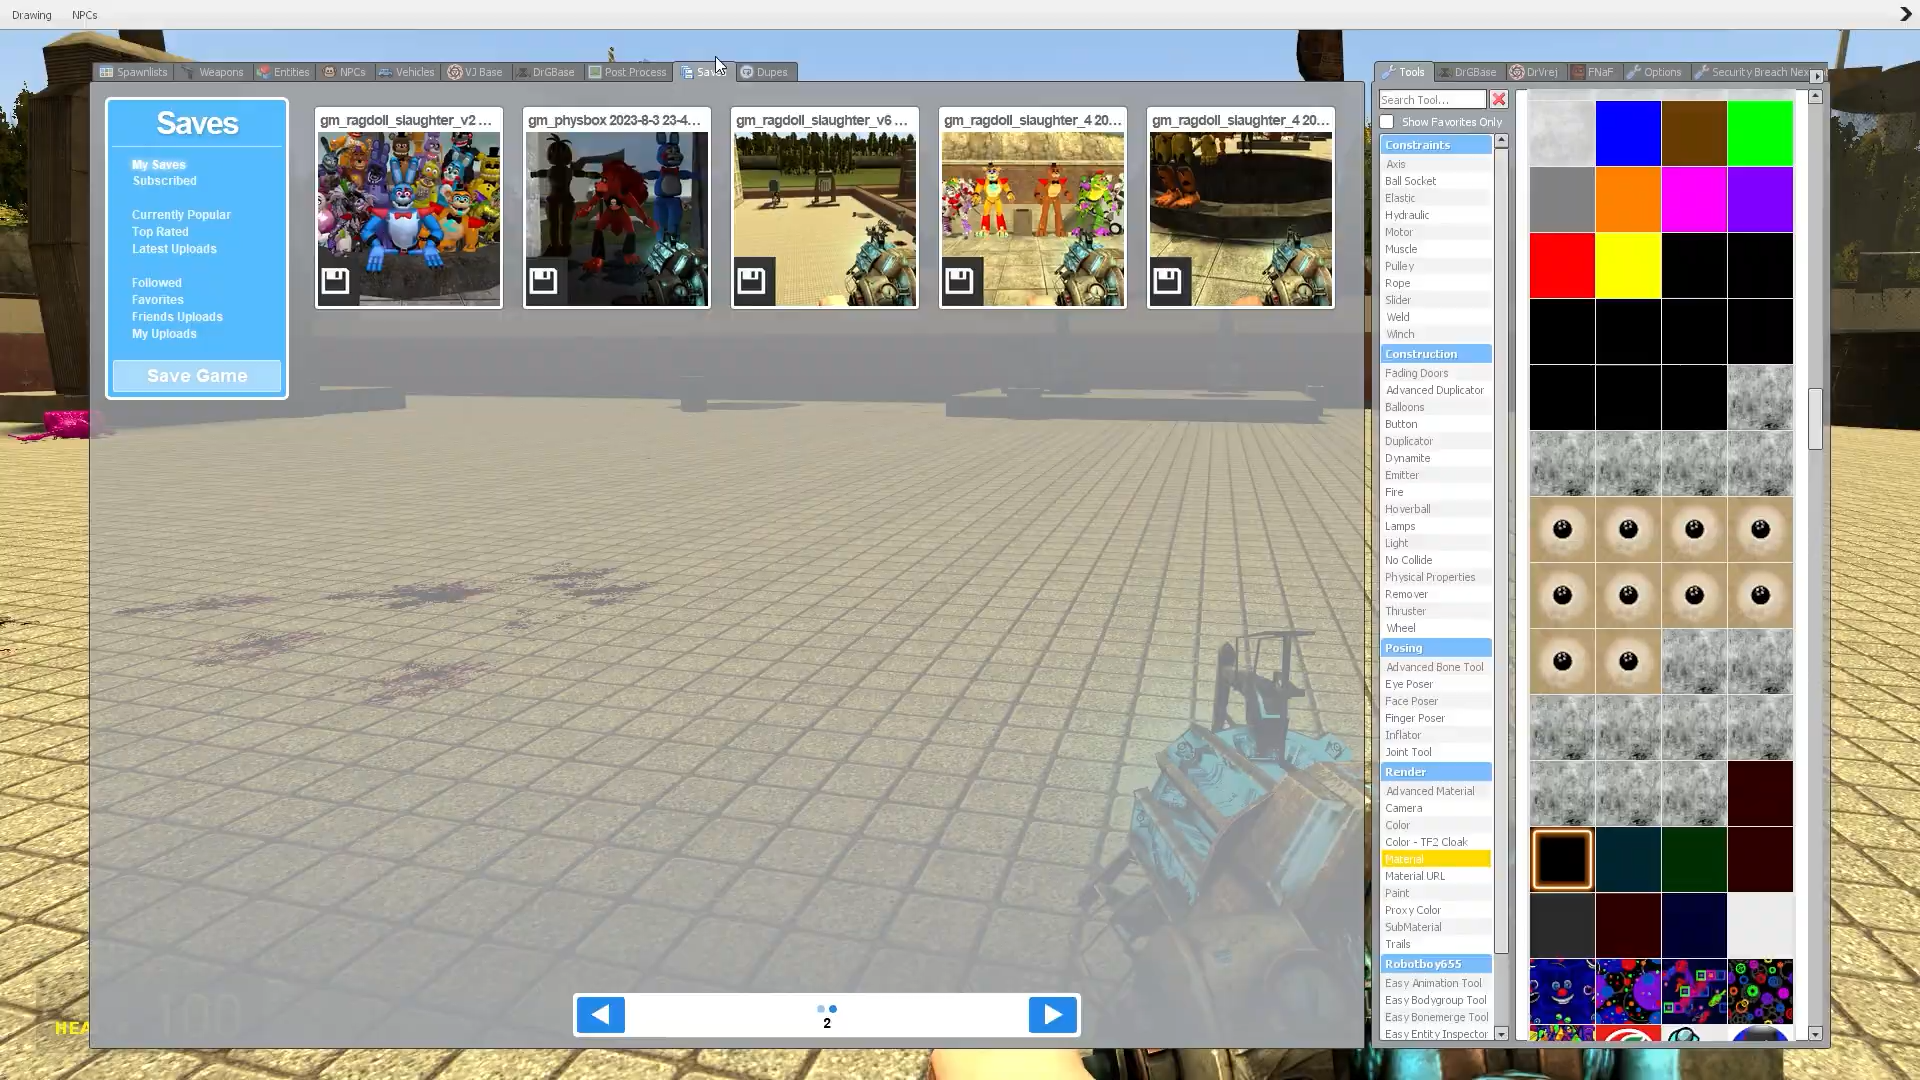 Drawing NPCs
Spawnlists Weapons Entities NPCs Vehicles VJ Base DrGBase Post Process Dupes
Tools DrGBase DrVrej FNaF Options
Saves
My Saves
Subscribed
Currently Popular
Top Rated
Latest Uploads
Followed
Favorites
Friends Uploads
My Uploads
Save Game
gm_ragdoll_slaughter_v2 ...
gm_physbox 2023-8-3 23-4...
gm_ragdoll_slaughter_v6 ...
gm_ragdoll_slaughter_4 20...
gm_ragdoll_slaughter_4 20...
2
Search Tool...
Show Favorites Only
Constraints
Axis
Ball Socket
Elastic
Hydraulic
Motor
Muscle
Pulley
Rope
Slider
Weld
Winch
Construction
Fading Doors
Advanced Duplicator
Balloons
Button
Duplicator
Dynamite
Emitter
Fire
Hoverball
Lamps
Light
No Collide
Physical Properties
Remover
Thruster
Wheel
Posing
Advanced Bone Tool
Eye Poser
Face Poser
Finger Poser
Inflator
Joint Tool
Render
Advanced Material
Camera
Color
Color - TF2 Cloak
Material
Material URL
Paint
Proxy Color
SubMaterial
Trails
Robotboy655
Easy Animation Tool
Easy Bodygroup Tool
Easy Bonemerge Tool
Easy Entity Inspector
HEA
100